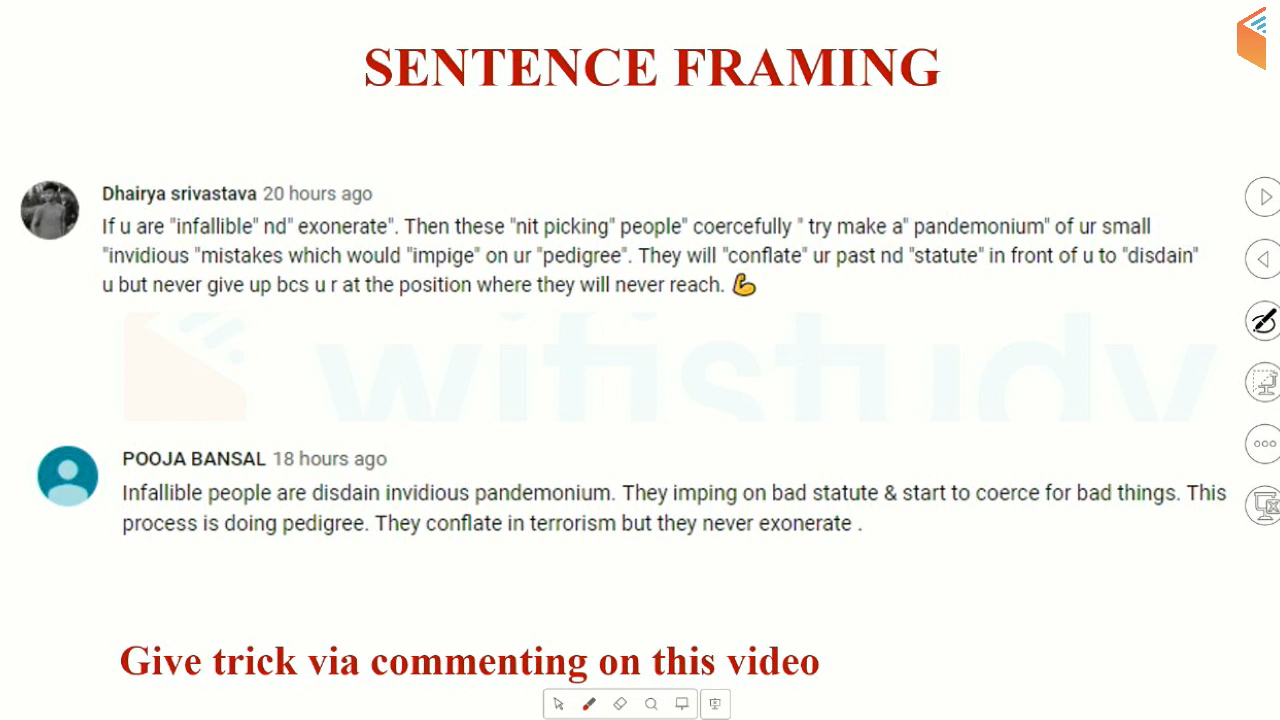 SENTENCE FRAMING
Dhairya srivastava 20 hours ago
If u are "infallible" nd" exonerate". Then these "nit picking" people" coercefully " try make a" pandemonium" of ur small
"invidious "mistakes which would "impige" on ur "pedigree". They will "conflate" ur past nd "statute" in front of u to "disdain"
u but never give up bcs u r at the position where they will never reach. 💪
wifistudy
POOJA BANSAL 18 hours ago
Infallible people are disdain invidious pandemonium. They imping on bad statute & start to coerce for bad things. This
process is doing pedigree. They conflate in terrorism but they never exonerate .
Give trick via commenting on this video